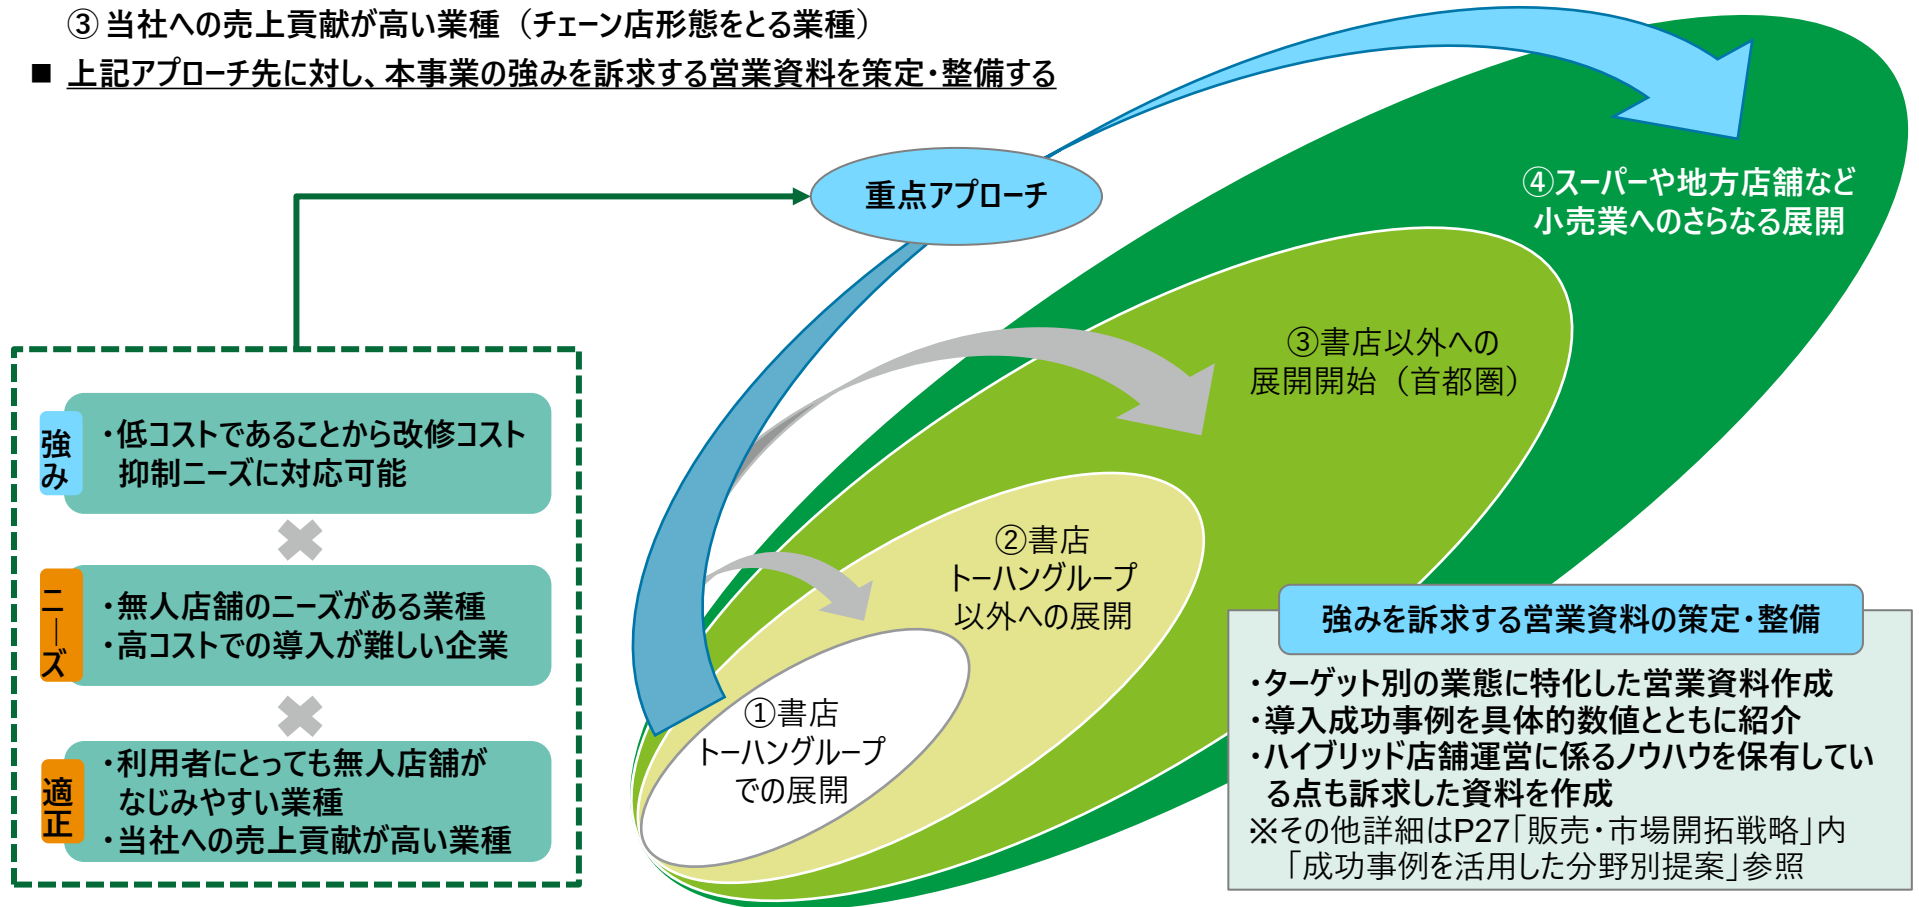 ③ 当社への売上貢献が高い業種（チェーン店形態をとる業種）
■ 上記アプローチ先に対し、本事業の強みを訴求する営業資料を策定・整備する
重点アプローチ
④スーパーや地方店舗など
小売業へのさらなる展開
③書店以外への
展開開始（首都圏）
②書店
トーハングループ
以外への展開
①書店
トーハングループ
での展開
強み
・低コストであることから改修コスト
抑制ニーズに対応可能
ニーズ
・無人店舗のニーズがある業種
・高コストでの導入が難しい企業
適正
・利用者にとっても無人店舗が
なじみやすい業種
・当社への売上貢献が高い業種
強みを訴求する営業資料の策定・整備
・ターゲット別の業態に特化した営業資料作成
・導入成功事例を具体的数値とともに紹介
・ハイブリッド店舗運営に係るノウハウを保有してい
る点も訴求した資料を作成
※その他詳細はP27「販売・市場開拓戦略」内
「成功事例を活用した分野別提案」参照